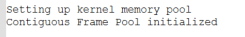 Setting up kernel memory pool
Contiguous Frame Pool initialized